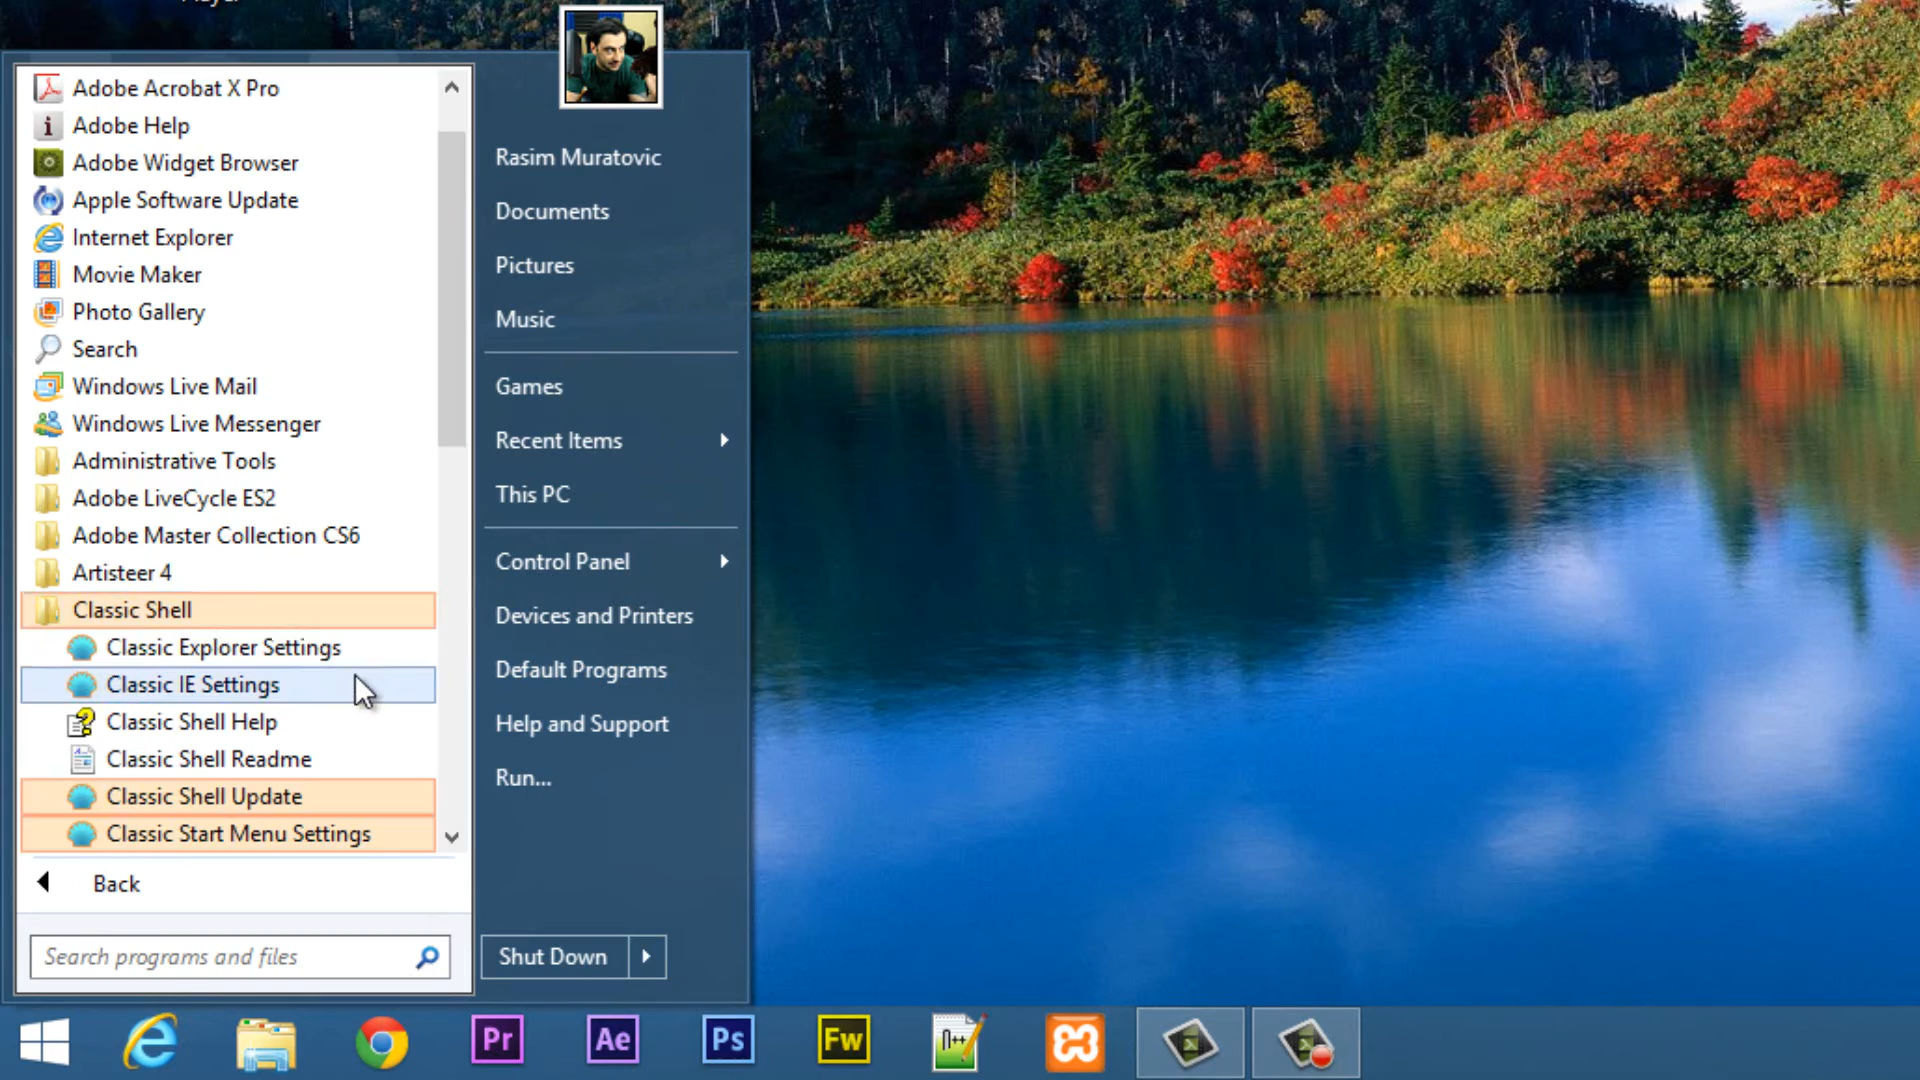 Adobe Acrobat X Pro
Adobe Help
Adobe Widget Browser
Apple Software Update
Internet Explorer
Movie Maker
Photo Gallery
Search
Windows Live Mail
Windows Live Messenger
Administrative Tools
Adobe LiveCycle ES2
Adobe Master Collection CS6
Artisteer 4
Classic Shell
Classic Explorer Settings
Classic IE Settings
Classic Shell Help
Classic Shell Readme
Classic Shell Update
Classic Start Menu Settings
Back
Search programs and files
Rasim Muratovic
Documents
Pictures
Music
Games
Recent Items
This PC
Control Panel
Devices and Printers
Default Programs
Help and Support
Run...
Shut Down
Pr
Ae
Ps
Fw
n++